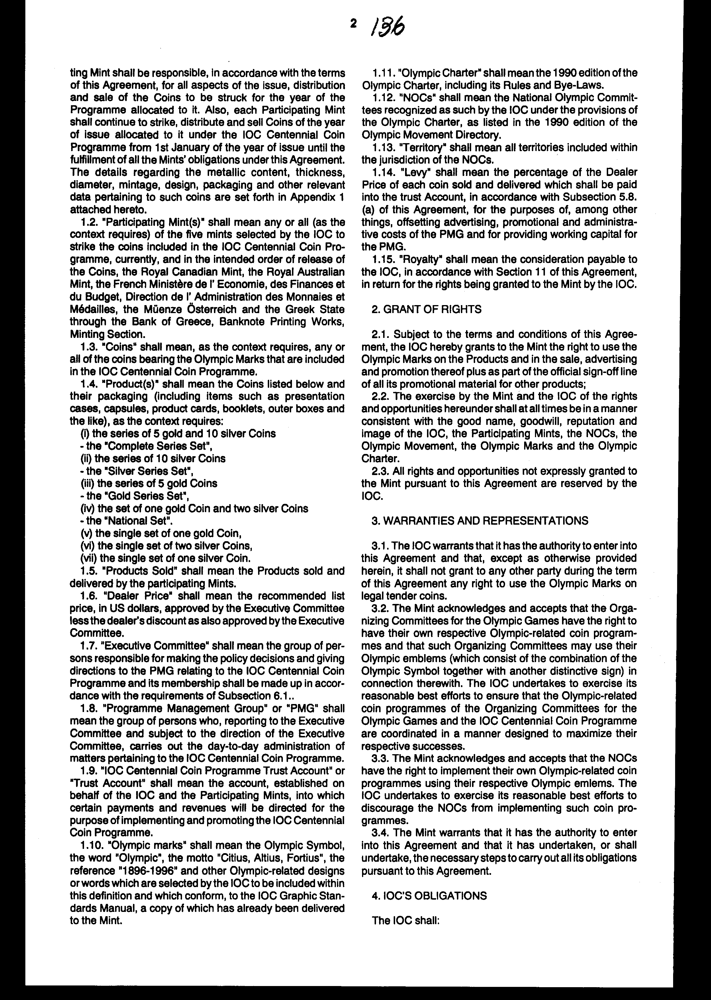 2 136
ting Mint shall be responsible, in accordance with the terms
of this Agreement, for all aspects of the issue, distribution
and sale of the Coins to be struck for the year of the
Programme allocated to it. Also, each Participating Mint
shall continue to strike, distribute and sell Coins of the year
of issue allocated to it under the IOC Centennial Coin
Programme from 1st January of the year of issue until the
fulfillment of all the Mints' obligations under this Agreement.
The details regarding the metallic content, thickness,
diameter, mintage, design, packaging and other relevant
data pertaining to such coins are set forth in Appendix 1
attached hereto.
1.2. "Participating Mint(s)" shall mean any or all (as the
context requires) of the five mints selected by the IOC to
strike the coins included in the IOC Centennial Coin Pro-
gramme, currently, and in the intended order of release of
the Coins, the Royal Canadian Mint, the Royal Australian
Mint, the French Ministère de l' Economie, des Finances et
du Budget, Direction de l' Administration des Monnaies et
Médailles, the Müenze Österreich and the Greek State
through the Bank of Greece, Banknote Printing Works,
Minting Section.
1.3. "Coins" shall mean, as the context requires, any or
all of the coins bearing the Olympic Marks that are included
in the IOC Centennial Coin Programme.
1.4. "Product(s)" shall mean the Coins listed below and
their packaging (including items such as presentation
cases, capsules, product cards, booklets, outer boxes and
the like), as the context requires:
(i) the series of 5 gold and 10 silver Coins
- the "Complete Series Set",
(ii) the series of 10 silver Coins
- the "Silver Series Set",
(iii) the series of 5 gold Coins
- the "Gold Series Set",
(iv) the set of one gold Coin and two silver Coins
- the "National Set".
(v) the single set of one gold Coin,
(vi) the single set of two silver Coins,
(vii) the single set of one silver Coin.
1.5. "Products Sold" shall mean the Products sold and
delivered by the participating Mints.
1.6. "Dealer Price" shall mean the recommended list
price, in US dollars, approved by the Executive Committee
less the dealer's discount as also approved by the Executive
Committee.
1.7. "Executive Committee" shall mean the group of per-
sons responsible for making the policy decisions and giving
directions to the PMG relating to the IOC Centennial Coin
Programme and its membership shall be made up in accor-
dance with the requirements of Subsection 6.1..
1.8. "Programme Management Group" or "PMG" shall
mean the group of persons who, reporting to the Executive
Committee and subject to the direction of the Executive
Committee, carries out the day-to-day administration of
matters pertaining to the IOC Centennial Coin Programme.
1.9. "IOC Centennial Coin Programme Trust Account" or
"Trust Account" shall mean the account, established on
behalf of the IOC and the Participating Mints, into which
certain payments and revenues will be directed for the
purpose of implementing and promoting the IOC Centennial
Coin Programme.
1.10. "Olympic marks" shall mean the Olympic Symbol,
the word "Olympic", the motto "Citius, Altius, Fortius", the
reference "1896-1996" and other Olympic-related designs
or words which are selected by the IOC to be included within
this definition and which conform, to the IOC Graphic Stan-
dards Manual, a copy of which has already been delivered
to the Mint.
1.11. "Olympic Charter" shall mean the 1990 edition of the
Olympic Charter, including its Rules and Bye-Laws.
1.12. "NOCs" shall mean the National Olympic Commit-
tees recognized as such by the IOC under the provisions of
the Olympic Charter, as listed in the 1990 edition of the
Olympic Movement Directory.
1.13. "Territory" shall mean all territories included within
the jurisdiction of the NOCs.
1.14. "Levy" shall mean the percentage of the Dealer
Price of each coin sold and delivered which shall be paid
into the trust Account, in accordance with Subsection 5.8.
(a) of this Agreement, for the purposes of, among other
things, offsetting advertising, promotional and administra-
tive costs of the PMG and for providing working capital for
the PMG.
1.15. "Royalty" shall mean the consideration payable to
the IOC, in accordance with Section 11 of this Agreement,
in return for the rights being granted to the Mint by the IOC.
2. GRANT OF RIGHTS
2.1. Subject to the terms and conditions of this Agree-
ment, the IOC hereby grants to the Mint the right to use the
Olympic Marks on the Products and in the sale, advertising
and promotion thereof plus as part of the official sign-off line
of all its promotional material for other products;
2.2. The exercise by the Mint and the IOC of the rights
and opportunities hereunder shall at all times be in a manner
consistent with the good name, goodwill, reputation and
image of the IOC, the Participating Mints, the NOCs, the
Olympic Movement, the Olympic Marks and the Olympic
Charter.
2.3. All rights and opportunities not expressly granted to
the Mint pursuant to this Agreement are reserved by the
IOC.
3. WARRANTIES AND REPRESENTATIONS
3.1. The IOC warrants that it has the authority to enter into
this Agreement and that, except as otherwise provided
herein, it shall not grant to any other party during the term
of this Agreement any right to use the Olympic Marks on
legal tender coins.
3.2. The Mint acknowledges and accepts that the Orga-
nizing Committees for the Olympic Games have the right to
have their own respective Olympic-related coin program-
mes and that such Organizing Committees may use their
Olympic emblems (which consist of the combination of the
Olympic Symbol together with another distinctive sign) in
connection therewith. The IOC undertakes to exercise its
reasonable best efforts to ensure that the Olympic-related
coin programmes of the Organizing Committees for the
Olympic Games and the IOC Centennial Coin Programme
are coordinated in a manner designed to maximize their
respective successes.
3.3. The Mint acknowledges and accepts that the NOCs
have the right to implement their own Olympic-related coin
programmes using their respective Olympic emlems. The
IOC undertakes to exercise its reasonable best efforts to
discourage the NOCs from implementing such coin pro-
grammes.
3.4. The Mint warrants that it has the authority to enter
into this Agreement and that it has undertaken, or shall
undertake, the necessary steps to carry out all its obligations
pursuant to this Agreement.
4. IOC'S OBLIGATIONS
The IOC shall: